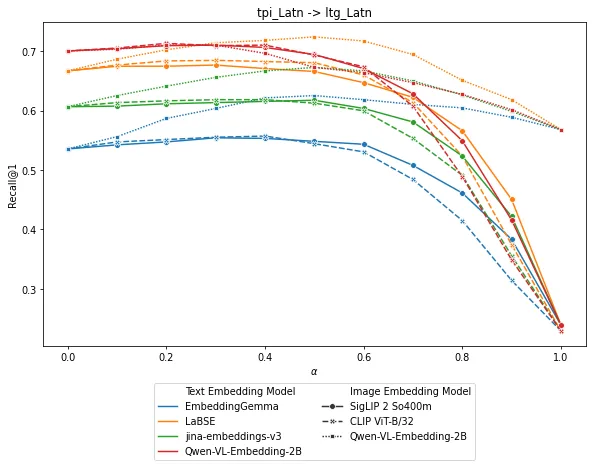 tpi_Latn -> ltg_Latn
Recall@1
0.7
0.6
0.5
0.4
0.3
0.0
0.2
0.4
0.6
0.8
1.0
α
Text Embedding Model
EmbeddingGemma
LaBSE
jina-embeddings-v3
Qwen-VL-Embedding-2B
Image Embedding Model
SigLIP 2 So400m
CLIP ViT-B/32
Qwen-VL-Embedding-2B